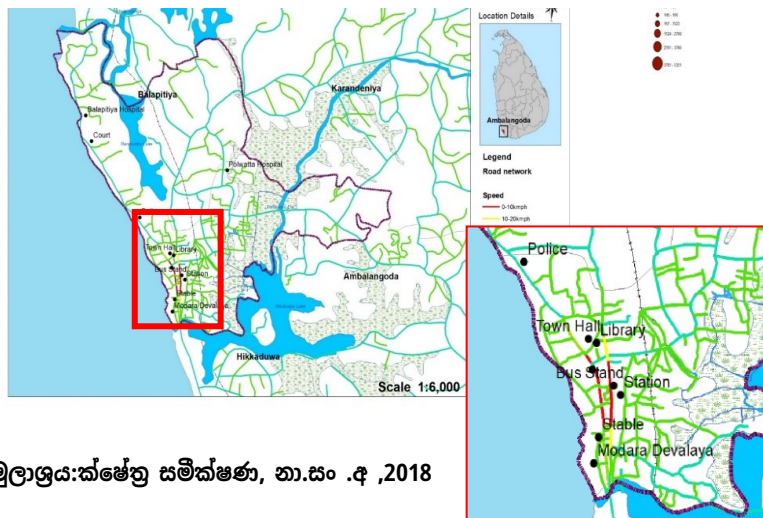 Location Details
Ambalangoda
Legend
Road network
Speed
0-10kmph
10-20kmph
Balapitiya
Karandeniya
Balapitiya Hospital
Court
Polwatta Hospital
Town Hall
Library
Bus Stand
Station
Stable
Modara Devalaya
Ambalangoda
Hikkaduwa
Scale 1:6,000
Police
Town Hall
Library
Bus Stand
Station
Stable
Modara Devalaya
මූලාශ්‍රය:ක්ෂේත්‍ර සමීක්ෂණ, නා.සං .අ ,2018